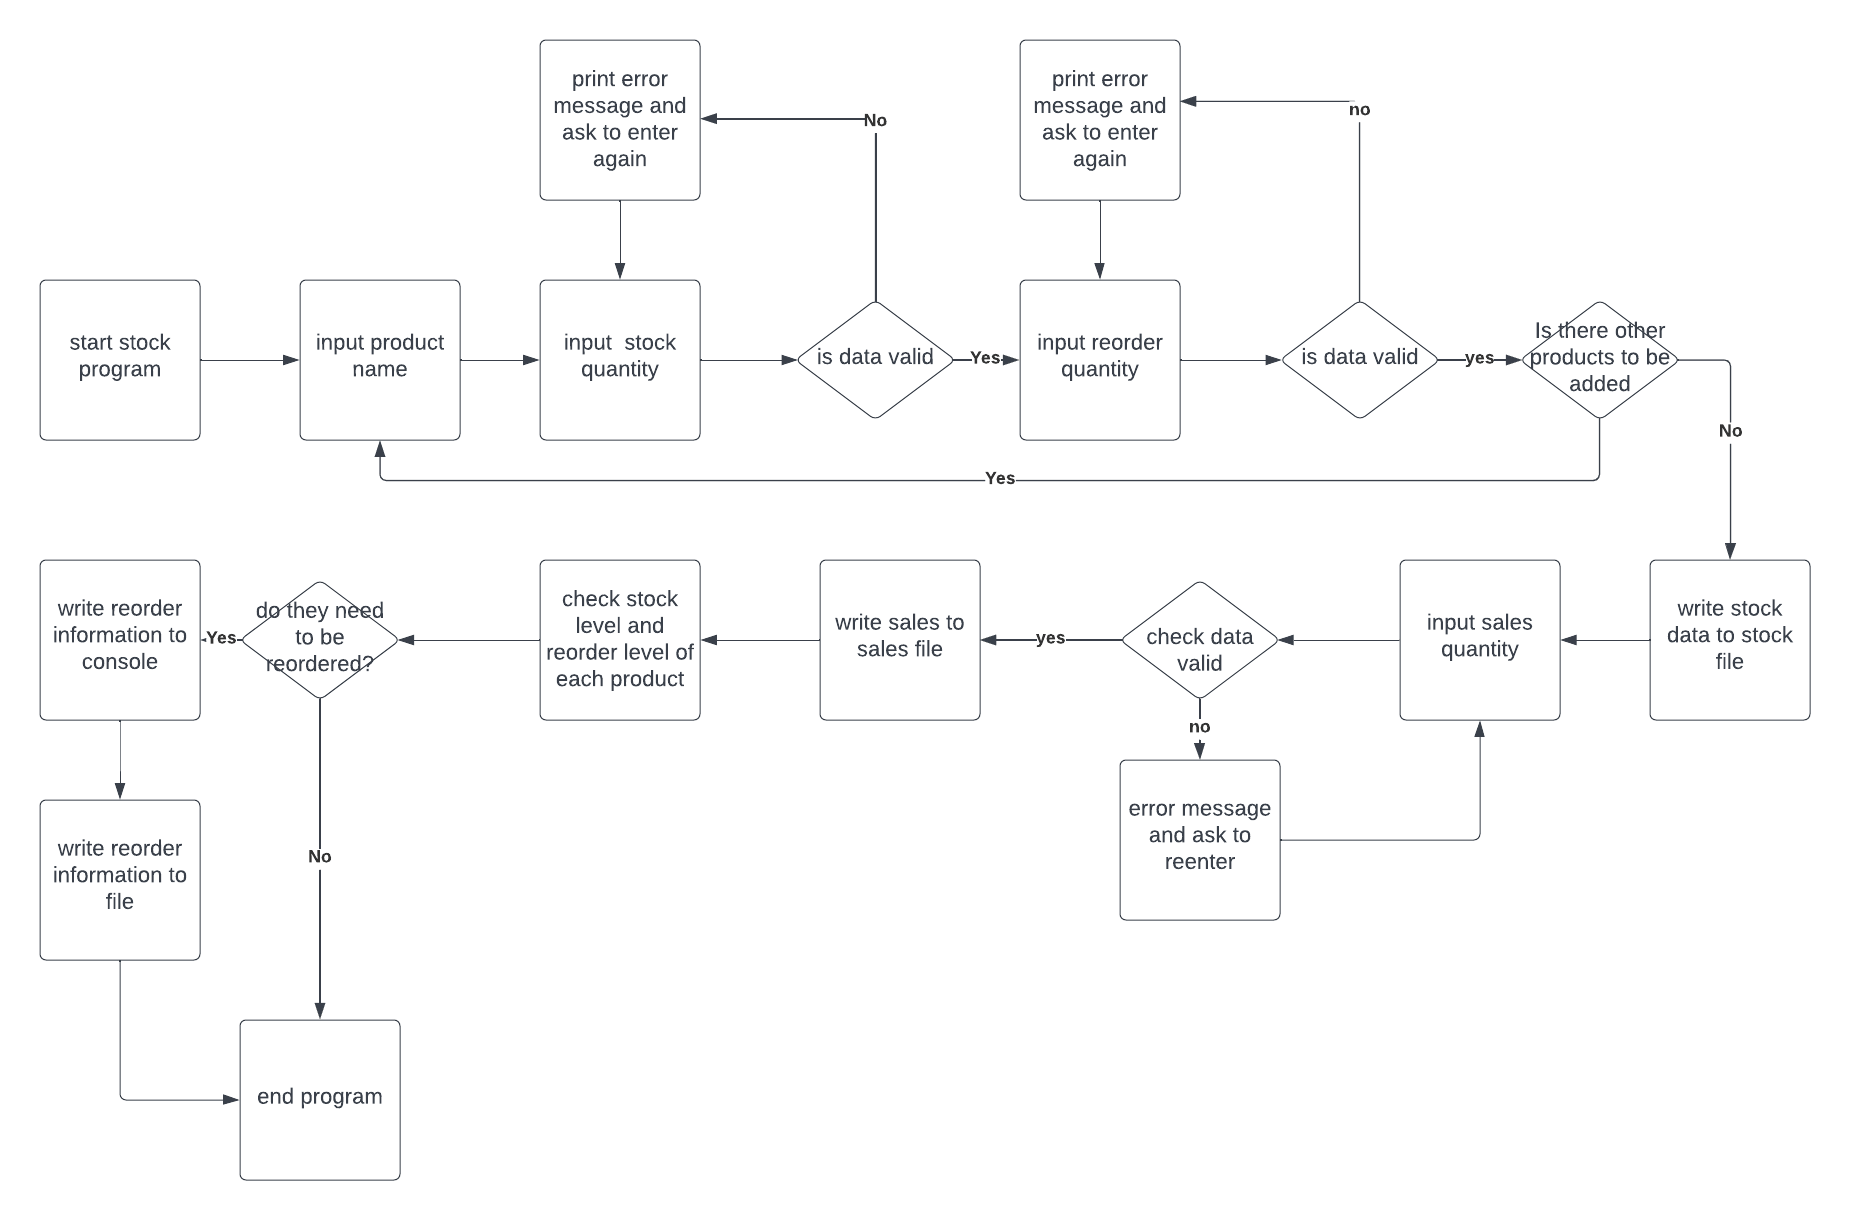 print error
message and
ask to enter
again
No
print error
message and
ask to enter
again
no
start stock
program
input product
name
input  stock
quantity
is data valid
Yes
input reorder
quantity
is data valid
yes
Is there other
products to be
added
No
Yes
write reorder
information to
console
Yes
do they need
to be
reordered?
check stock
level and
reorder level of
each product
write sales to
sales file
yes
check data
valid
input sales
quantity
write stock
data to stock
file
no
error message
and ask to
reenter
write reorder
information to
file
No
end program